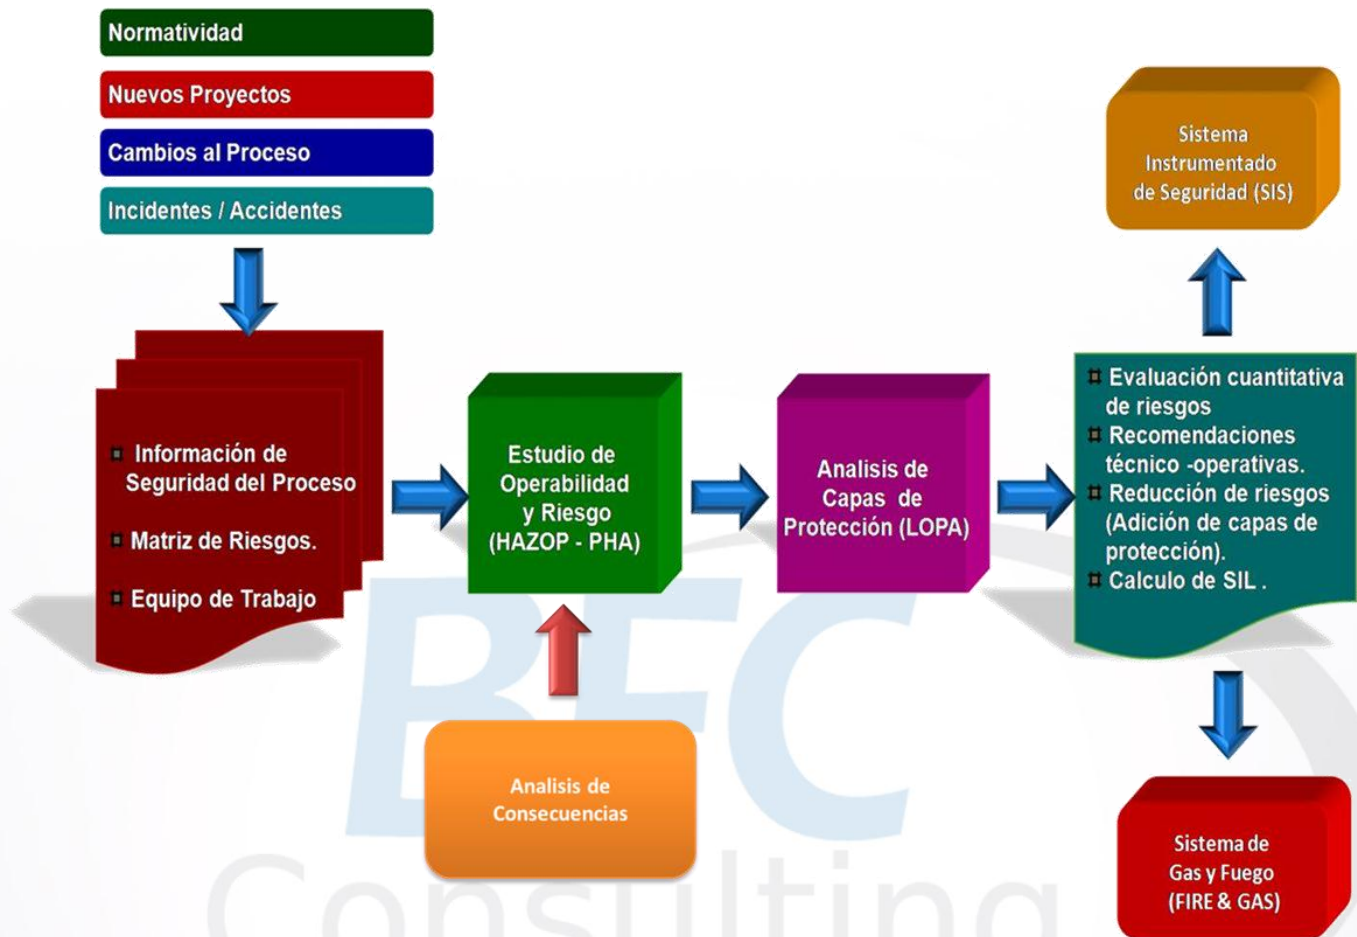 Normatividad
Nuevos Proyectos
Cambios al Proceso
Incidentes / Accidentes
Información de
Seguridad del Proceso
Matriz de Riesgos.
Equipo de Trabajo
Estudio de
Operabilidad
y Riesgo
(HAZOP - PHA)
Analisis de
Consecuencias
Analisis de
Capas de
Protección (LOPA)
Evaluación cuantitativa
de riesgos
Recomendaciones
técnico -operativas.
Reducción de riesgos
(Adición de capas de
protección).
Calculo de SIL .
Sistema
Instrumentado
de Seguridad (SIS)
Sistema de
Gas y Fuego
(FIRE & GAS)
BFC
Consulting